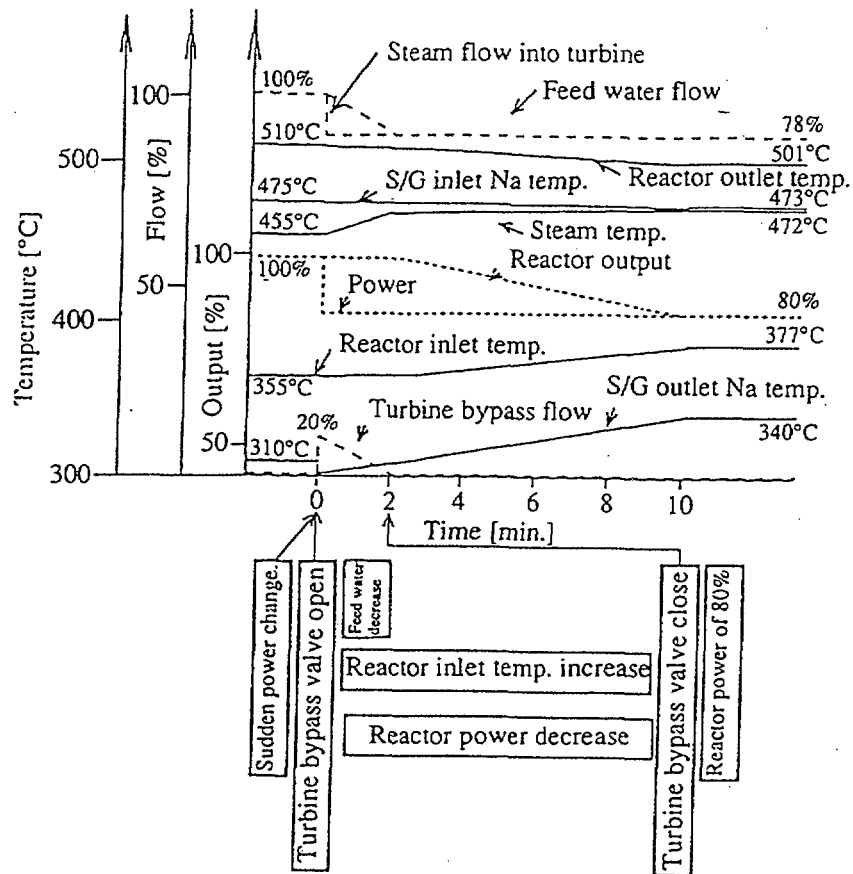 Steam flow into turbine
100%
Feed water flow
100
78%
510°C
501°C
500
Reactor outlet temp.
475°C
S/G inlet Na temp.
473°C
455°C
472°C
Steam temp.
100
100%
Reactor output
50
Power
80%
400
377°C
Reactor inlet temp.
355°C
S/G outlet Na temp.
Turbine bypass flow
20%
50
340°C
310°C
300
Temperature [°C]
Flow [%]
Output [%]
0 2 4 6 8 10
Time [min.]
Sudden power change.
Turbine bypass valve open
Feed water
decrease
Reactor inlet temp. increase
Reactor power decrease
Turbine bypass valve close
Reactor power of 80%